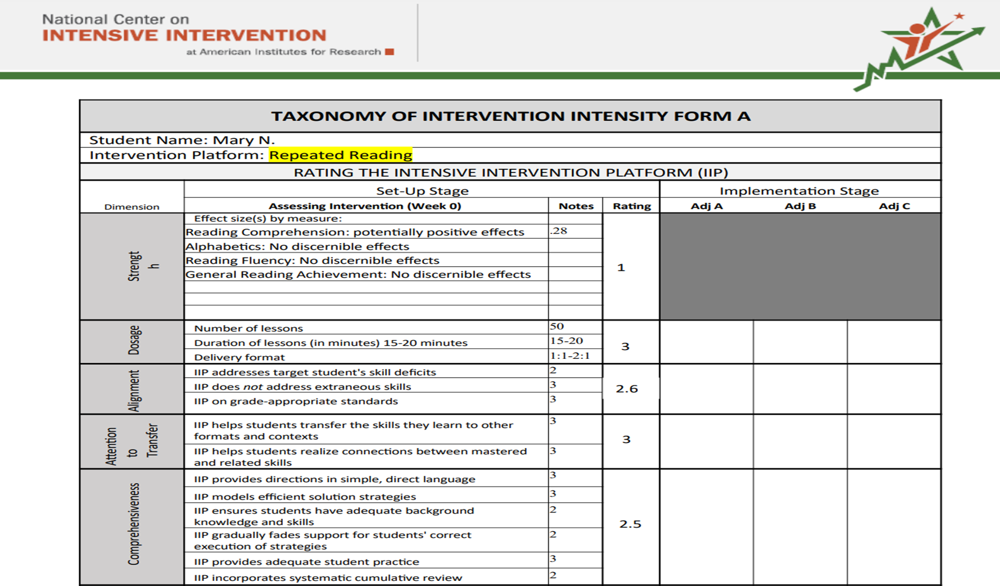 National Center on
INTENSIVE INTERVENTION
at American Institutes for Research
TAXONOMY OF INTERVENTION INTENSITY FORM A
Student Name: Mary N.
Intervention Platform: Repeated Reading
RATING THE INTENSIVE INTERVENTION PLATFORM (IIP)
Set-Up Stage Implementation Stage
Dimension Assessing Intervention (Week 0) Notes Rating Adj A Adj B Adj C
Strengt
h
Effect size(s) by measure:
Reading Comprehension: potentially positive effects .28
Alphabetics: No discernible effects
Reading Fluency: No discernible effects
General Reading Achievement: No discernible effects
1
Dosage
Number of lessons 50
Duration of lessons (in minutes) 15-20 minutes 15-20
Delivery format 1:1-2:1
3
Alignment
IIP addresses target student's skill deficits 2
IIP does not address extraneous skills 3
IIP on grade-appropriate standards 3
2.6
Attention
to
Transfer
IIP helps students transfer the skills they learn to other 3
formats and contexts
IIP helps students realize connections between mastered 3
and related skills
3
Comprehensiveness
IIP provides directions in simple, direct language 3
IIP models efficient solution strategies 3
IIP ensures students have adequate background 2
knowledge and skills
IIP gradually fades support for students' correct 2
execution of strategies
IIP provides adequate student practice 3
IIP incorporates systematic cumulative review 2
2.5